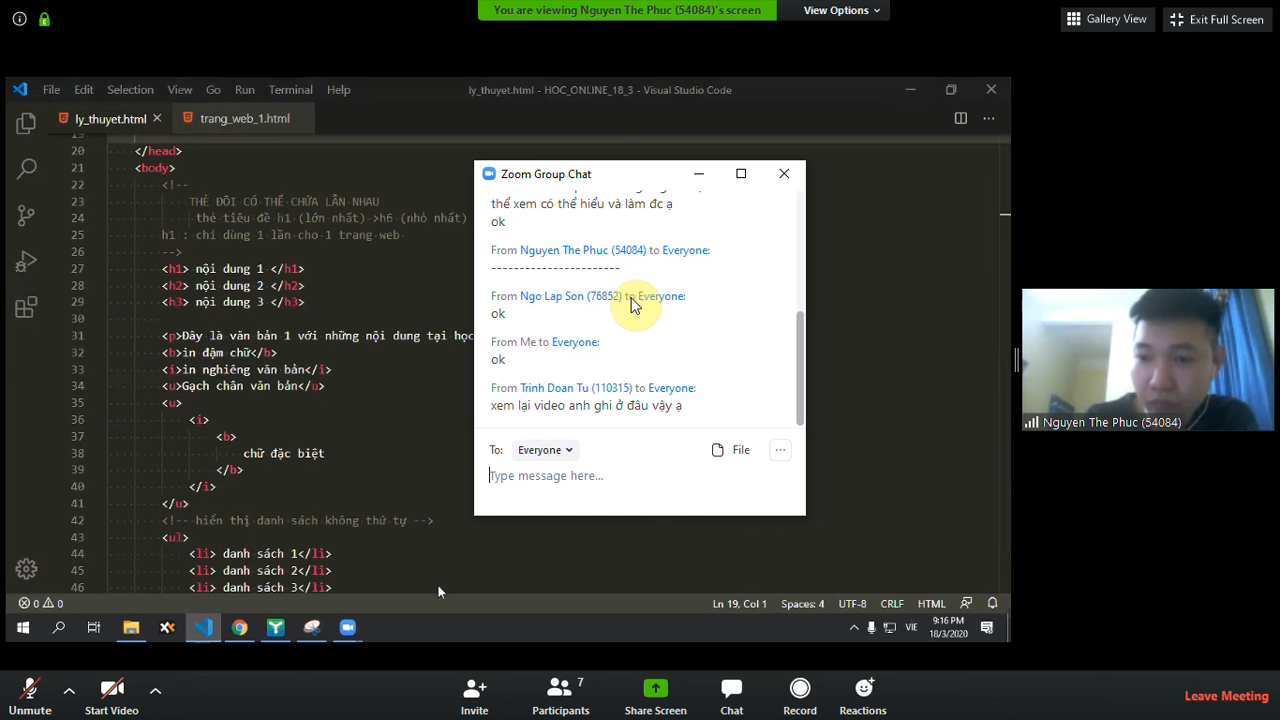 You are viewing Nguyen The Phuc (54084)'s screen
View Options
Gallery View
Exit Full Screen
File Edit Selection View Go Run Terminal Help
ly_thuyet.html - HOC_ONLINE_18_3 - Visual Studio Code
ly_thuyet.html
trang_web_1.html
20 </head>
21 <body>
22 <!--
23 THẺ ĐÔI CÓ THỂ CHỨA LẪN NHAU
24 thẻ tiêu đề h1 (lớn nhất) ->h6 (nhỏ nhất)
25 h1 : chỉ dùng 1 lần cho 1 trang web
26 -->
27 <h1> nội dung 1 </h1>
28 <h2> nội dung 2 </h2>
29 <h3> nội dung 3 </h3>
30
31 <p>Đây là văn bản 1 với những nội dung tại học
32 <b>in đậm chữ</b>
33 <i>in nghiêng văn bản</i>
34 <u>Gạch chân văn bản</u>
35 <u>
36 <i>
37 <b>
38 chữ đặc biệt
39 </b>
40 </i>
41 </u>
42 <!-- hiển thị danh sách không thứ tự -->
43 <ul>
44 <li> danh sách 1</li>
45 <li> danh sách 2</li>
46 <li> danh sách 3</li>
Zoom Group Chat
thể xem có thể hiểu và làm đc ạ
ok
From Nguyen The Phuc (54084) to Everyone:
-----------------------
From Ngo Lap Son (76852) to Everyone:
ok
From Me to Everyone:
ok
From Trinh Doan Tu (110315) to Everyone:
xem lại video anh ghi ở đâu vậy ạ
To: Everyone
File
Type message here...
Nguyen The Phuc (54084)
0 0
Ln 19, Col 1 Spaces: 4 UTF-8 CRLF HTML
VIE
9:16 PM
18/3/2020
Unmute
Start Video
Invite
7
Participants
Share Screen
Chat
Record
Reactions
Leave Meeting